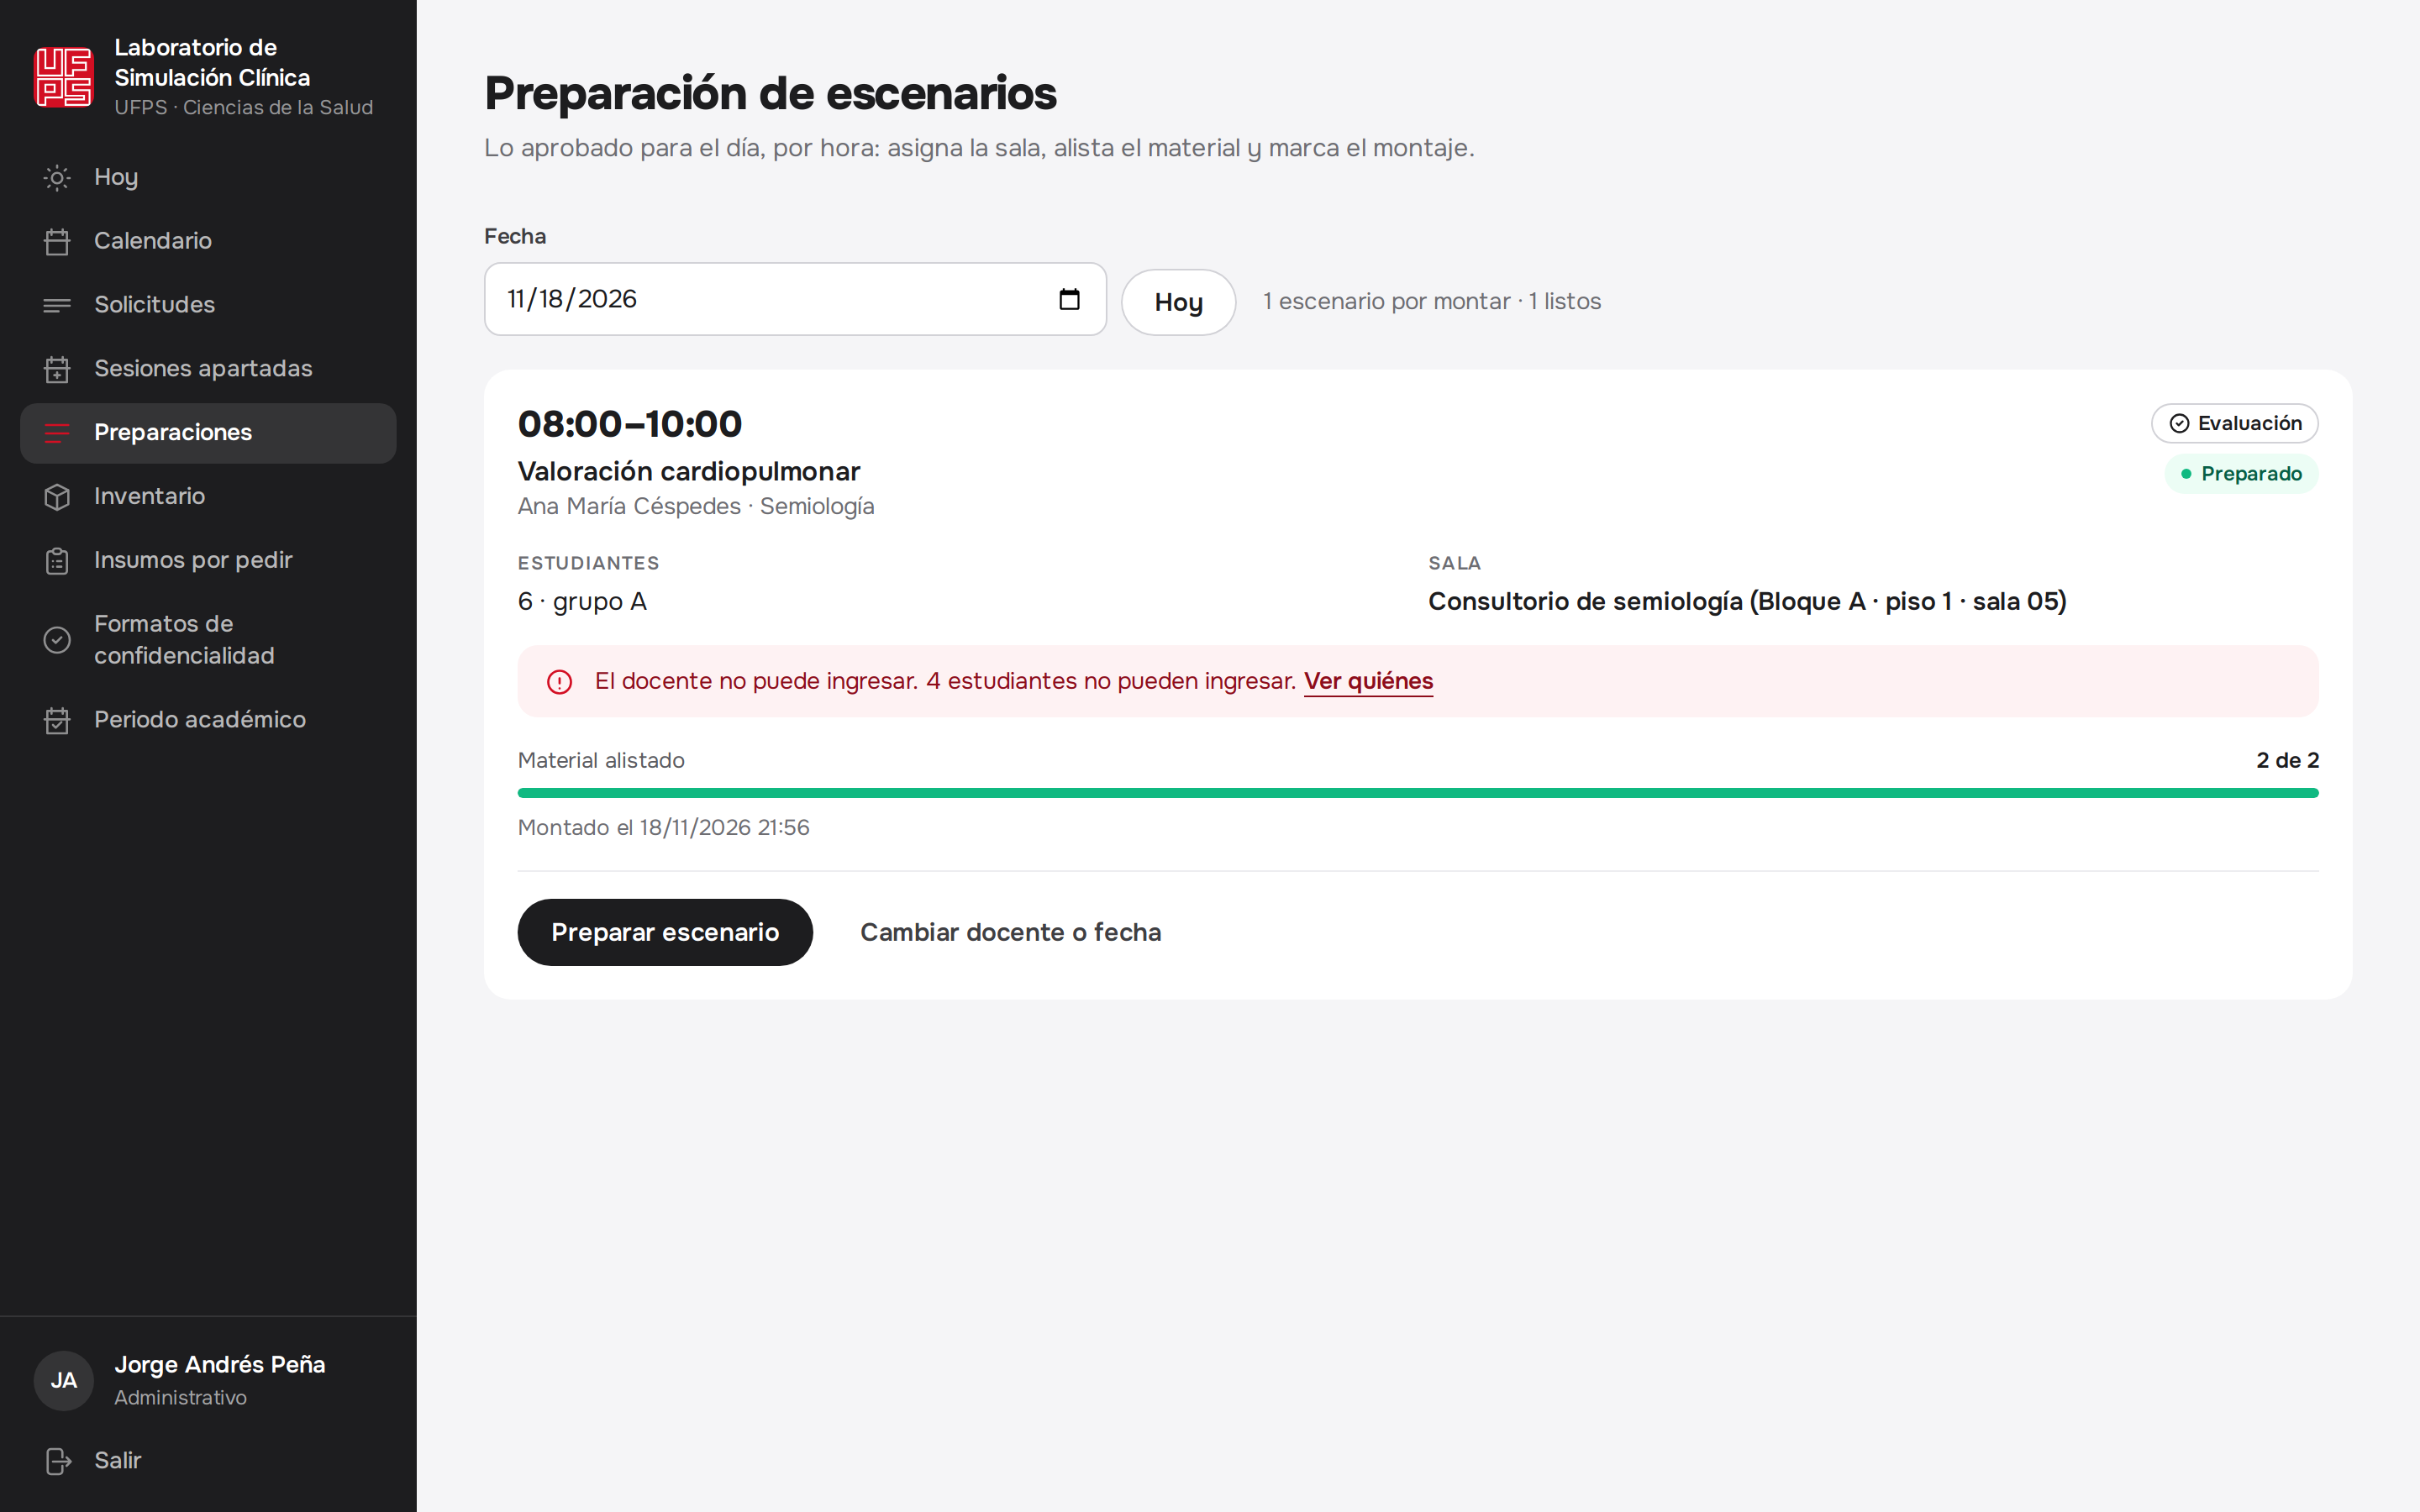 UFPS
Laboratorio de
Simulación Clínica
UFPS · Ciencias de la Salud
Hoy
Calendario
Solicitudes
Sesiones apartadas
Preparaciones
Inventario
Insumos por pedir
Formatos de
confidencialidad
Periodo académico
JA
Jorge Andrés Peña
Administrativo
Salir
Preparación de escenarios
Lo aprobado para el día, por hora: asigna la sala, alista el material y marca el montaje.
Fecha
11/18/2026
Hoy
1 escenario por montar · 1 listos
08:00–10:00
Evaluación
Valoración cardiopulmonar
Preparado
Ana María Céspedes · Semiología
ESTUDIANTES
SALA
6 · grupo A
Consultorio de semiología (Bloque A · piso 1 · sala 05)
El docente no puede ingresar. 4 estudiantes no pueden ingresar. Ver quiénes
Material alistado
2 de 2
Montado el 18/11/2026 21:56
Preparar escenario
Cambiar docente o fecha